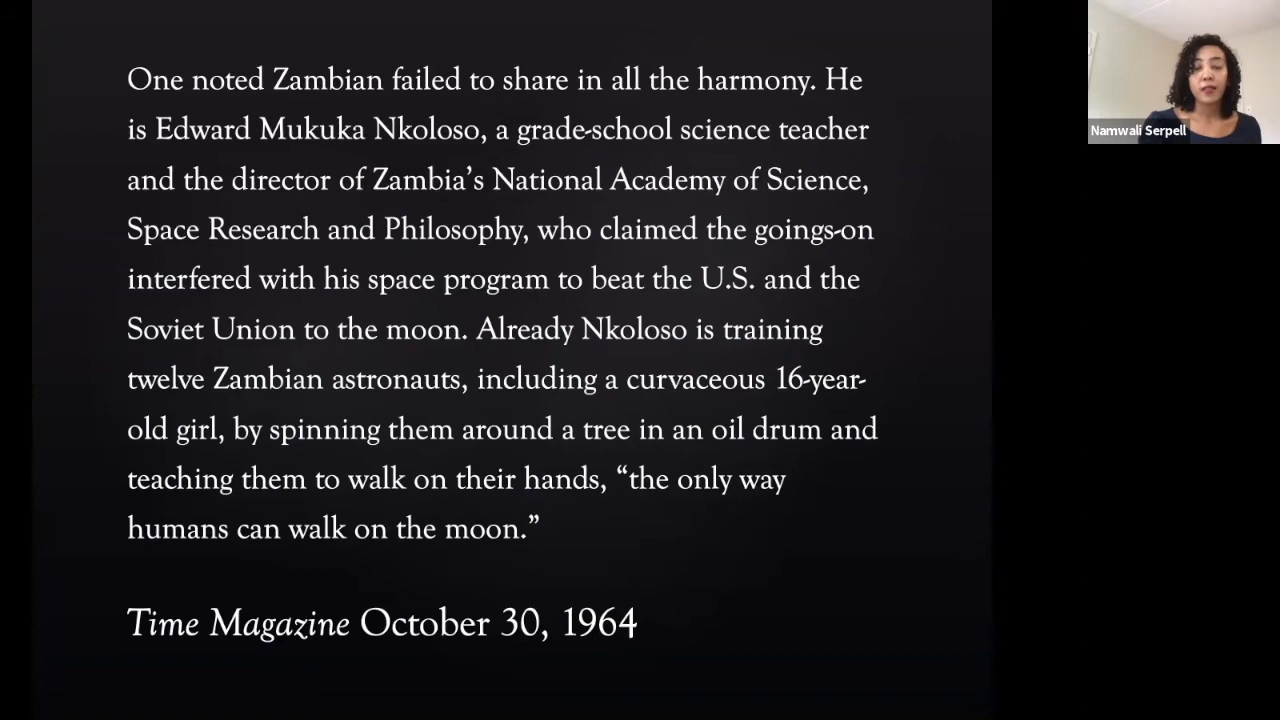 One noted Zambian failed to share in all the harmony. He
is Edward Mukuka Nkoloso, a grade-school science teacher
and the director of Zambia’s National Academy of Science,
Space Research and Philosophy, who claimed the goings-on
interfered with his space program to beat the U.S. and the
Soviet Union to the moon. Already Nkoloso is training
twelve Zambian astronauts, including a curvaceous 16-year-
old girl, by spinning them around a tree in an oil drum and
teaching them to walk on their hands, “the only way
humans can walk on the moon.”
Time Magazine October 30, 1964
Namwali Serpell